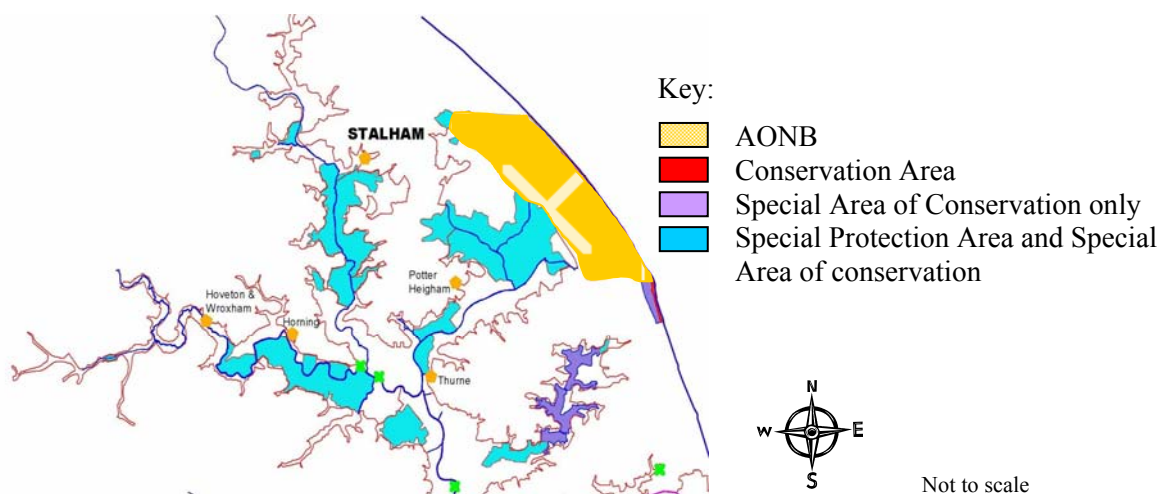 STALHAM
Potter
Heigham
Hoveton &
Wroxham
Horning
Thurne
Key:
AONB
Conservation Area
Special Area of Conservation only
Special Protection Area and Special
Area of conservation
N
W E
S
Not to scale